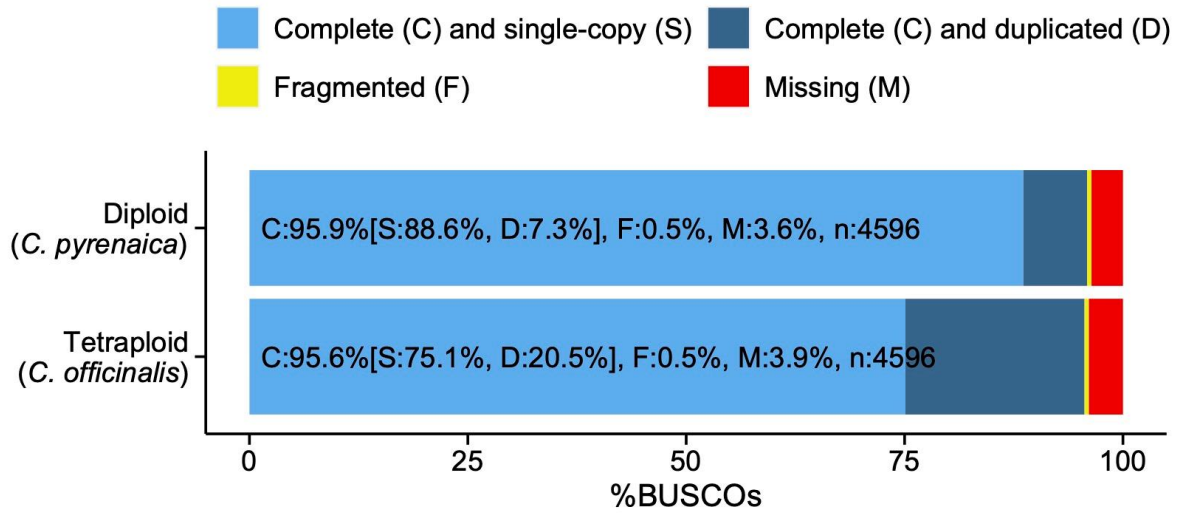 Complete (C) and single-copy (S) Complete (C) and duplicated (D)
Fragmented (F) Missing (M)
Diploid
(C. pyrenaica)
C:95.9%[S:88.6%, D:7.3%], F:0.5%, M:3.6%, n:4596
Tetraploid
(C. officinalis)
C:95.6%[S:75.1%, D:20.5%], F:0.5%, M:3.9%, n:4596
0 25 50 75 100
%BUSCOs